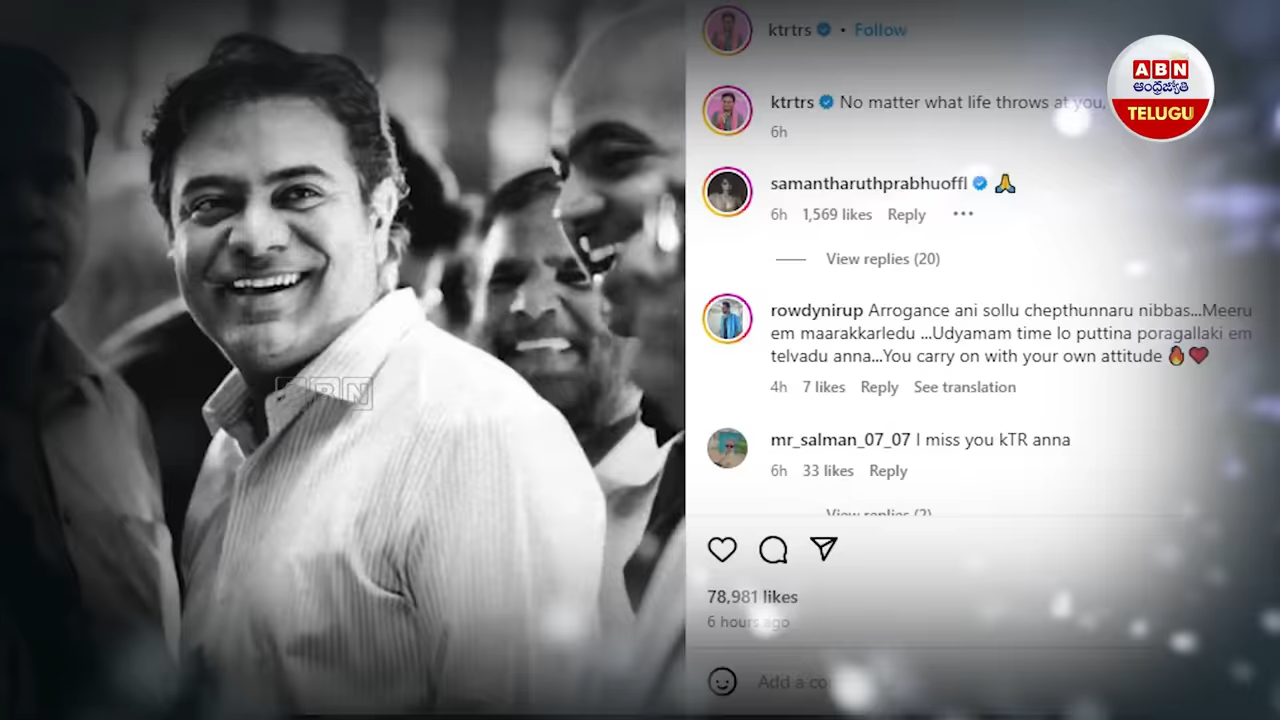 ktrtrs • Follow
ABN
ఆంధ్రజ్యోతి
TELUGU
ktrtrs No matter what life throws at you,
6h
samantharuthprabhuoffl 🙏
6h 1,569 likes Reply •••
View replies (20)
rowdynirup Arrogance ani sollu chepthunnaru nibbas...Meeru
em maarakkarledu ...Udyamam time lo puttina poragallaki em
telvadu anna...You carry on with your own attitude 🔥❤️
4h 7 likes Reply See translation
ABN
mr_salman_07_07 I miss you kTR anna
6h 33 likes Reply
View replies (2)
78,981 likes
6 hours ago
Add a co